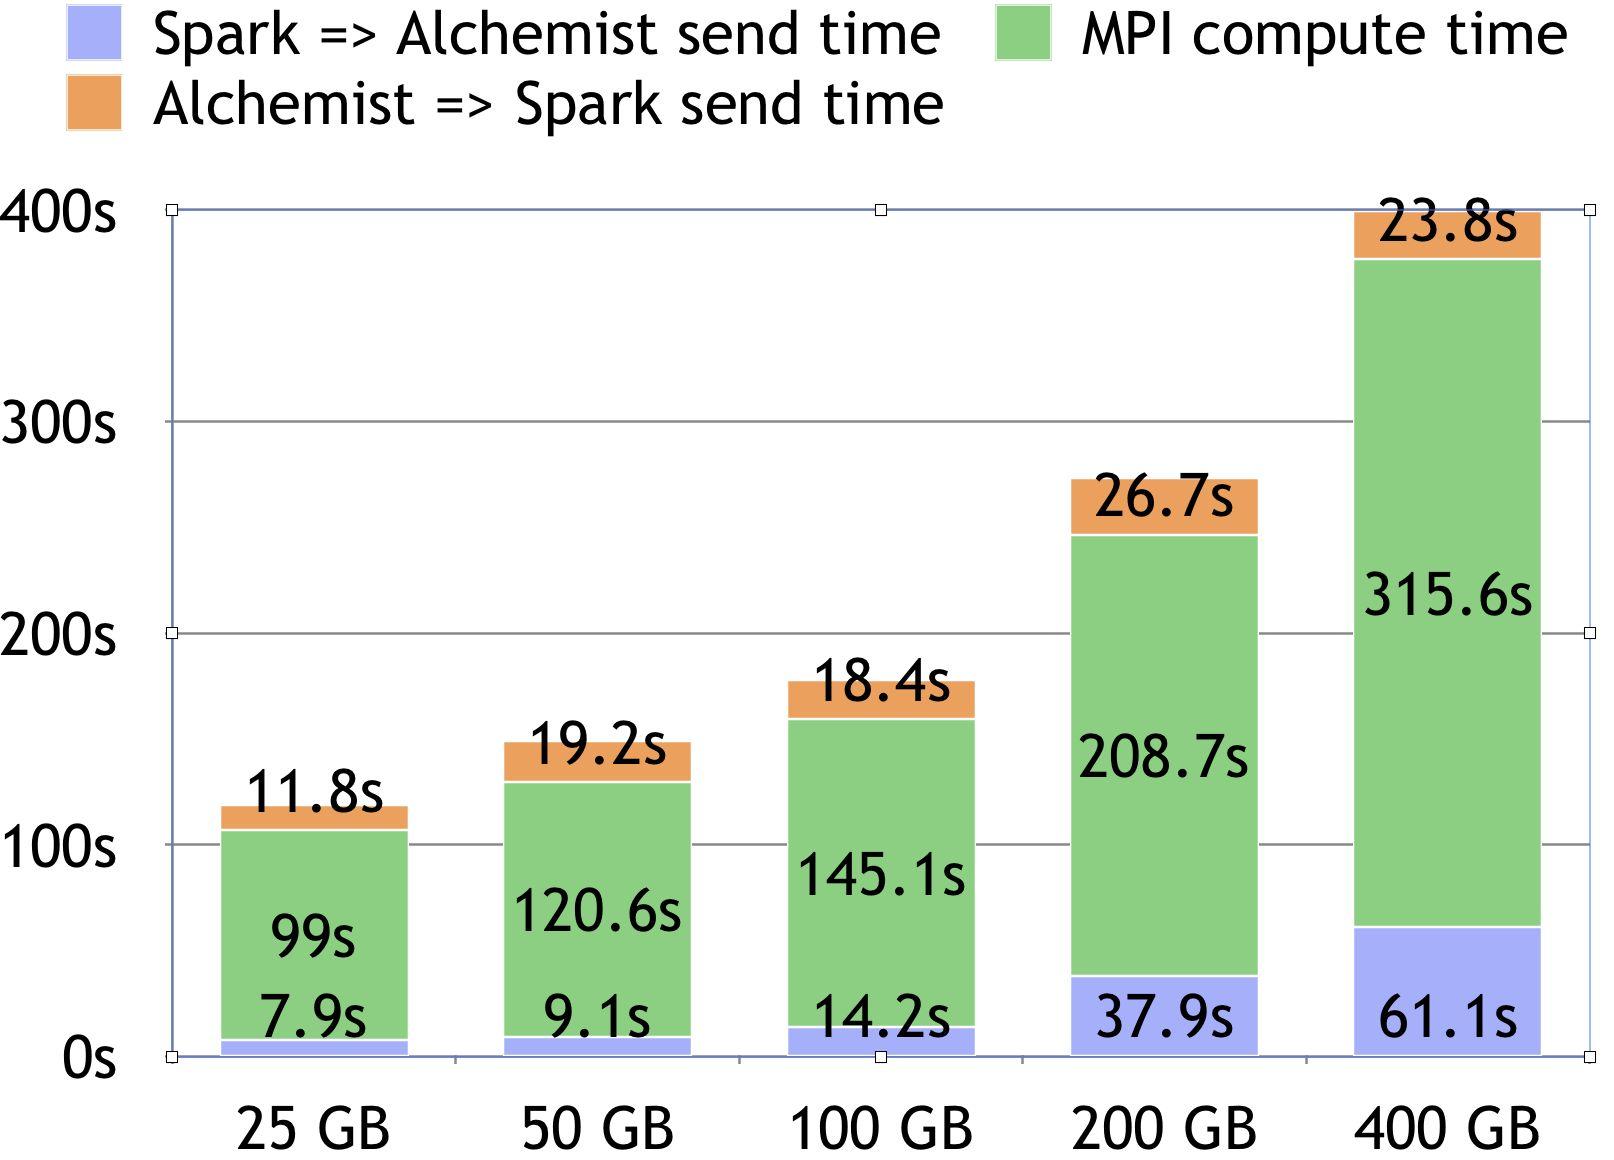 Spark => Alchemist send time
MPI compute time
Alchemist => Spark send time
400s
300s
200s
100s
0s
11.8s
99s
7.9s
19.2s
120.6s
9.1s
18.4s
145.1s
14.2s
26.7s
208.7s
37.9s
23.8s
315.6s
61.1s
25 GB
50 GB
100 GB
200 GB
400 GB